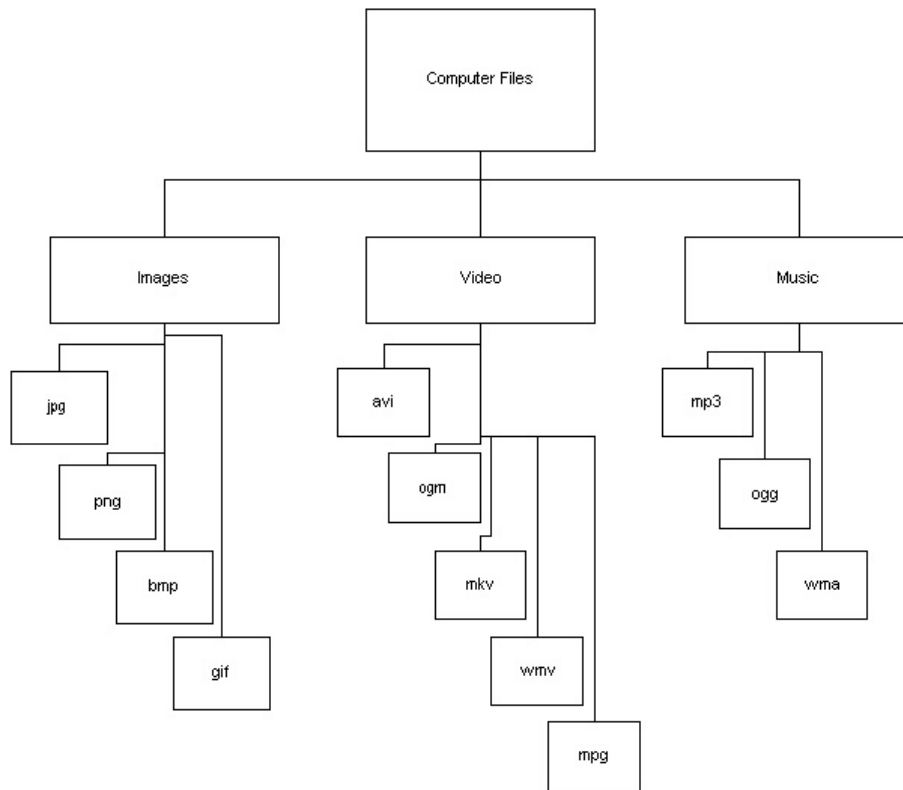 Computer Files
Images
Video
Music
jpg
png
bmp
gif
avi
ogm
mkv
wmv
mpg
mp3
ogg
wma